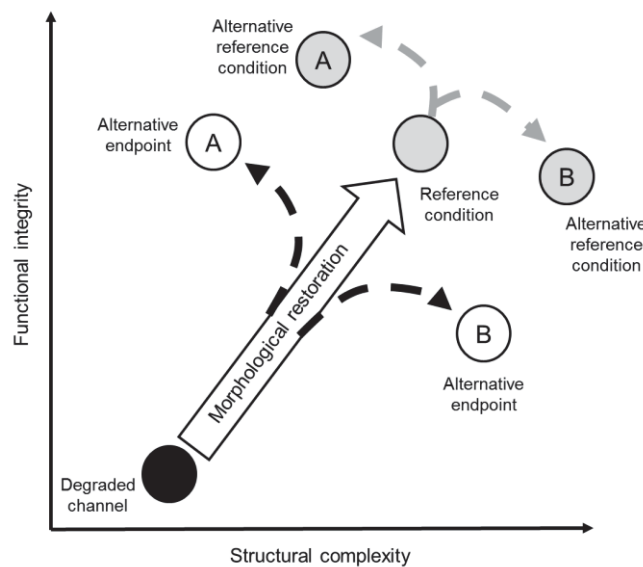 Alternative
reference
condition
A
Alternative
endpoint
A
B
Reference
condition
Alternative
reference
condition
Functional integrity
Morphological restoration
B
Alternative
endpoint
Degraded
channel
Structural complexity